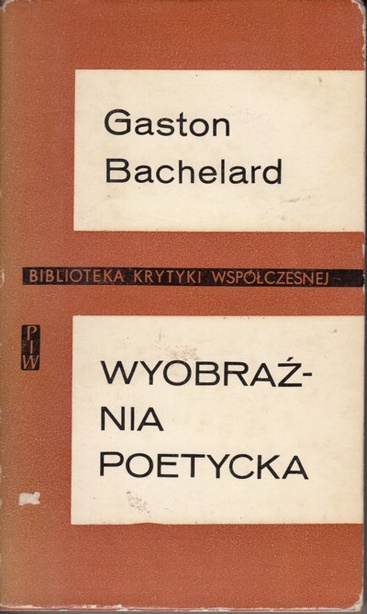 Gaston
Bachelard
BIBLIOTEKA KRYTYKI WSPÓŁCZESNEJ
PIW
WYOBRAŹ-
NIA
POETYCKA